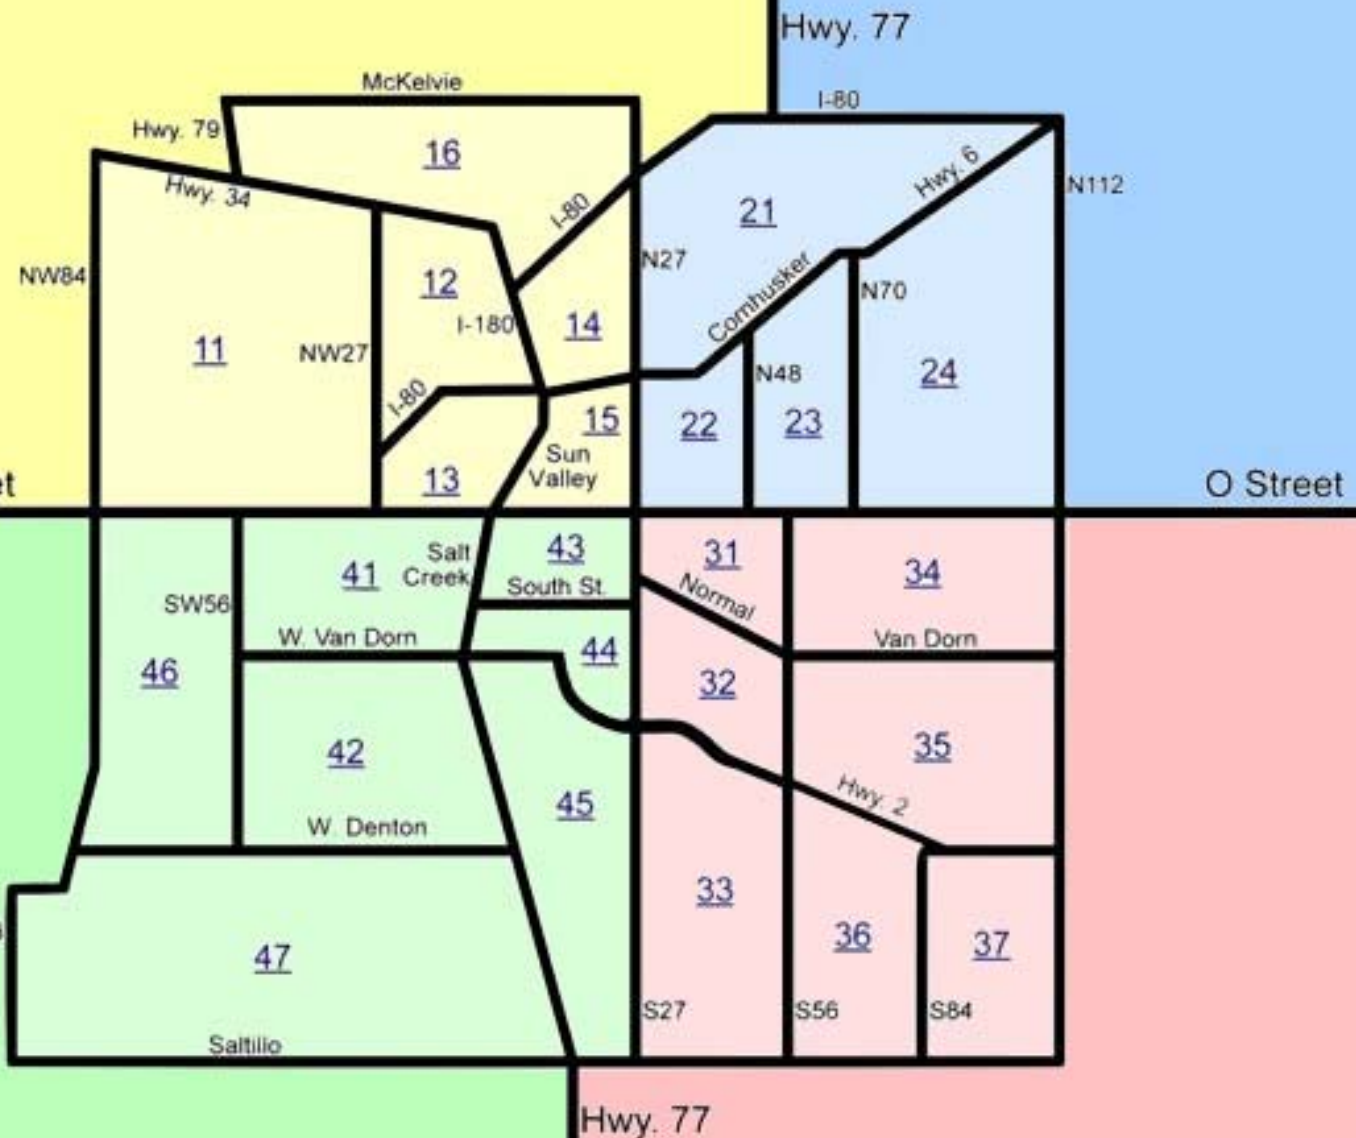 Hwy. 77
McKelvie
I-80
Hwy. 79
16
Hwy. 6
Hwy. 34
N112
I-80
21
NW84
N27
12
Cornhusker
N70
I-180
14
11
NW27
N48
24
I-80
15
22
23
Sun
Valley
13
et
O Street
Salt
Creek
43
31
41
South St.
Normal
34
SW56
W. Van Dorn
Van Dorn
44
46
32
42
35
45
Hwy. 2
W. Denton
33
36
37
47
S27
S56
S84
Saltillo
Hwy. 77